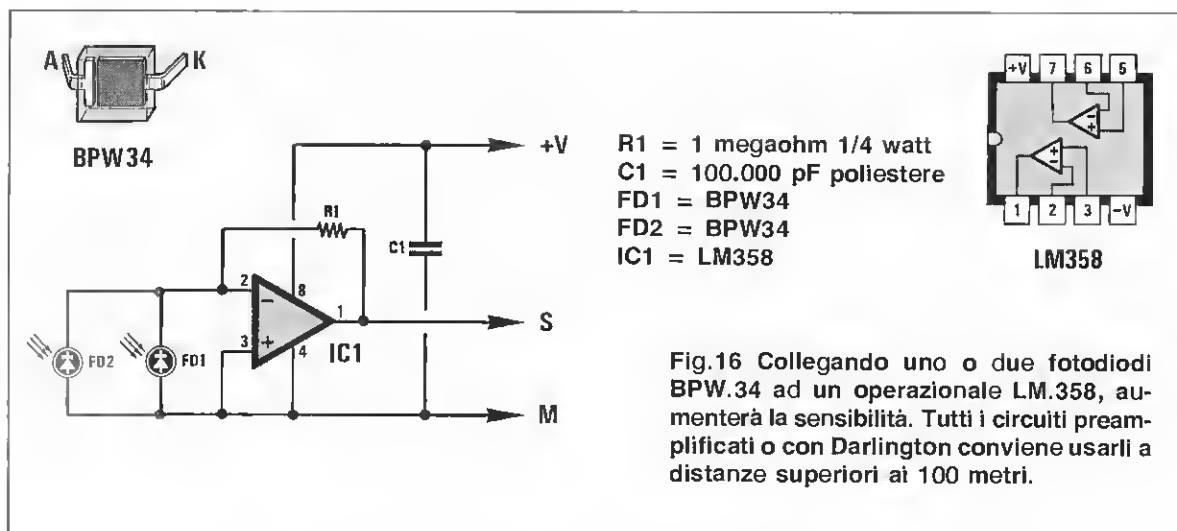 A
K
BPW34
+V
R1
C1
2
8
1
3
4
IC1
S
FD2
FD1
M
R1 = 1 megaohm 1/4 watt
C1 = 100.000 pF poliestere
FD1 = BPW34
FD2 = BPW34
IC1 = LM358
+V
7
6
5
1
2
3
-V
LM358
Fig.16 Collegando uno o due fotodiodi
BPW.34 ad un operazionale LM.358, au-
menterà la sensibilità. Tutti i circuiti pream-
plificati o con Darlington conviene usarli a
distanze superiori ai 100 metri.